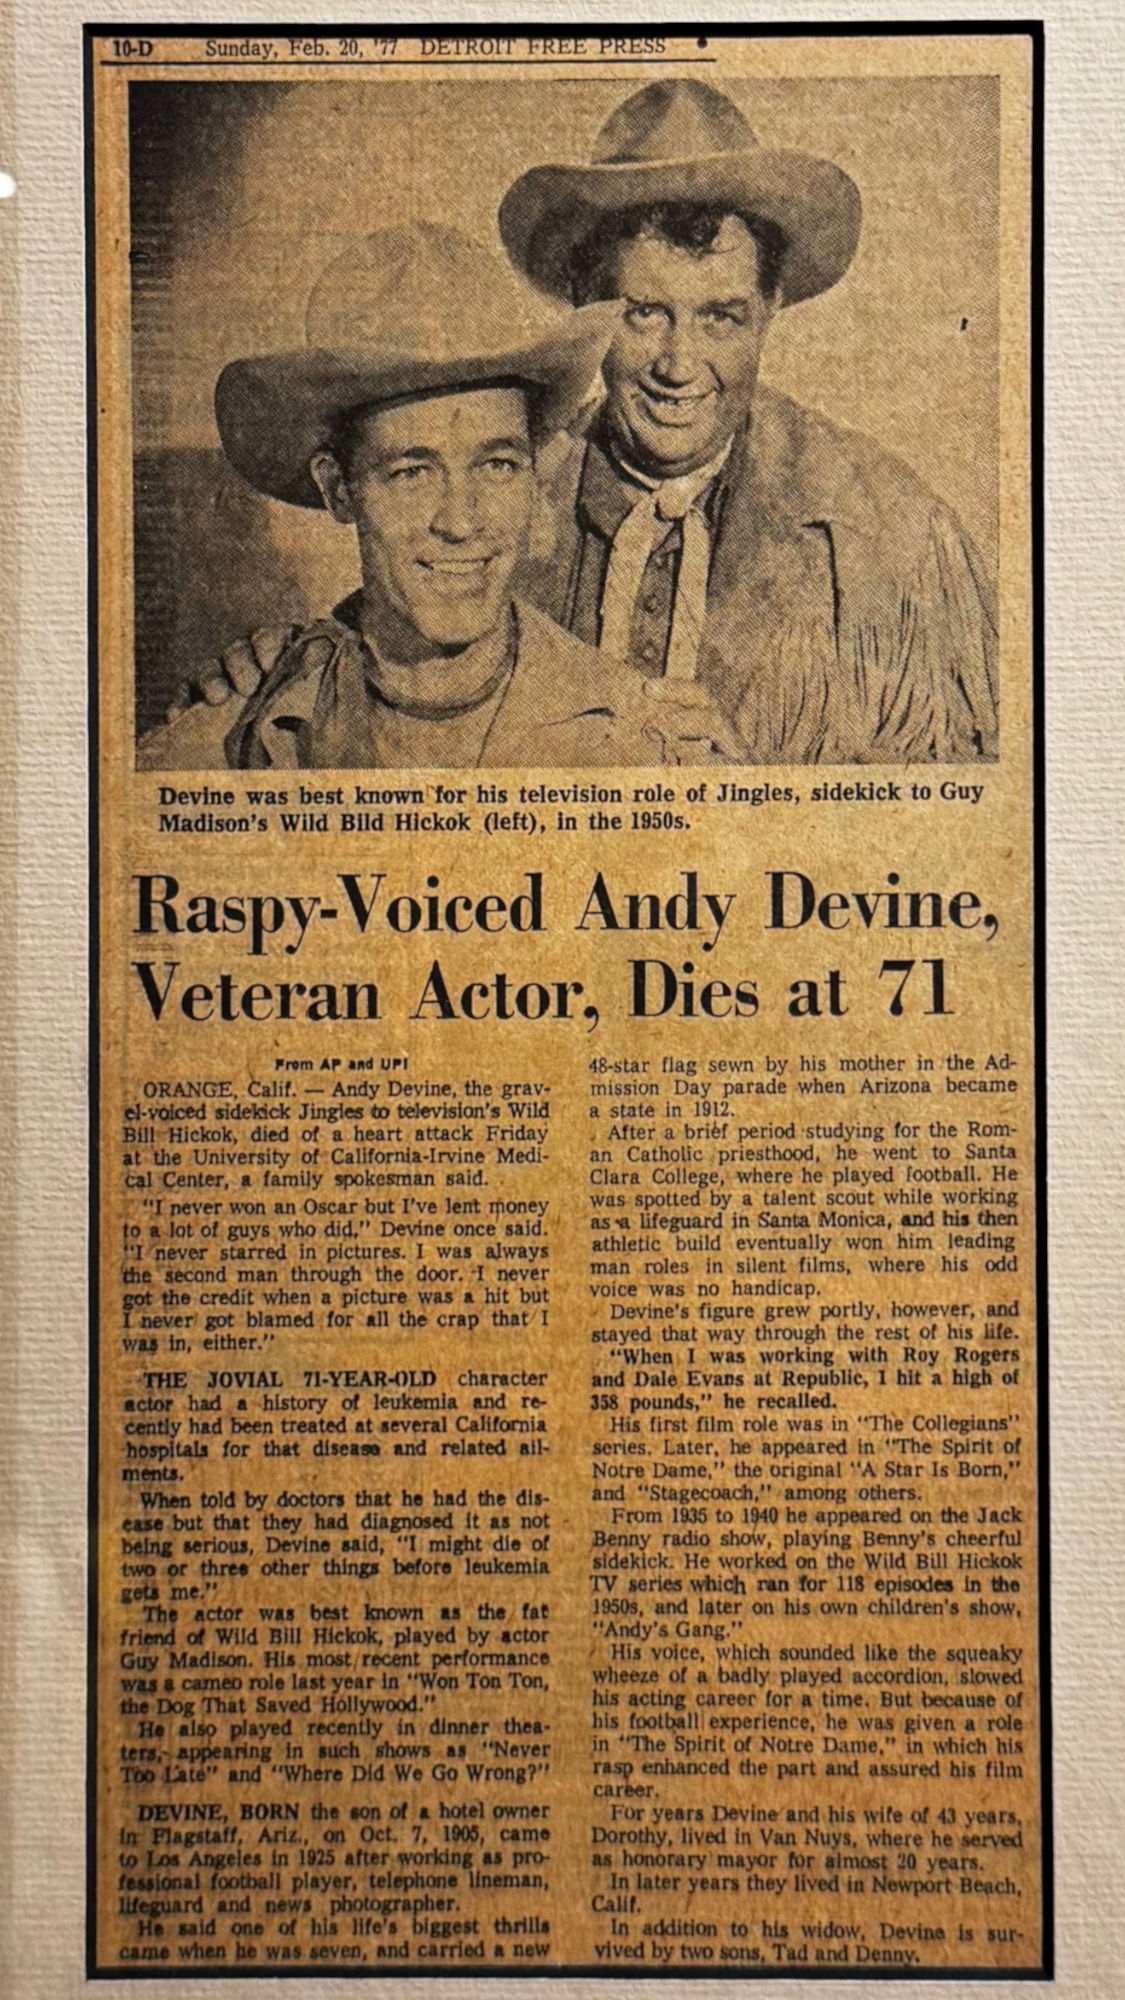 10-D Sunday, Feb. 20, '77 DETROIT FREE PRESS
Devine was best known for his television role of Jingles, sidekick to Guy
Madison's Wild Bild Hickok (left), in the 1950s.
Raspy-Voiced Andy Devine,
Veteran Actor, Dies at 71
From AP and UPI
ORANGE, Calif. — Andy Devine, the grav-
el-voiced sidekick Jingles to television's Wild
Bill Hickok, died of a heart attack Friday
at the University of California-Irvine Medi-
cal Center, a family spokesman said.
"I never won an Oscar but I've lent money
to a lot of guys who did," Devine once said.
"I never starred in pictures. I was always
the second man through the door. I never
got the credit when a picture was a hit but
I never got blamed for all the crap that I
was in, either."
THE JOVIAL 71-YEAR-OLD character
actor had a history of leukemia and re-
cently had been treated at several California
hospitals for that disease and related ail-
ments.
When told by doctors that he had the dis-
ease but that they had diagnosed it as not
being serious, Devine said, "I might die of
two or three other things before leukemia
gets me."
The actor was best known as the fat
friend of Wild Bill Hickok, played by actor
Guy Madison. His most recent performance
was a cameo role last year in "Won Ton Ton,
the Dog That Saved Hollywood."
He also played recently in dinner thea-
ters, appearing in such shows as "Never
Too Late" and "Where Did We Go Wrong?"
DEVINE, BORN the son of a hotel owner
in Flagstaff, Ariz., on Oct. 7, 1905, came
to Los Angeles in 1925 after working as pro-
fessional football player, telephone lineman,
lifeguard and news photographer.
He said one of his life's biggest thrills
came when he was seven, and carried a new
48-star flag sewn by his mother in the Ad-
mission Day parade when Arizona became
a state in 1912.
After a brief period studying for the Rom-
an Catholic priesthood, he went to Santa
Clara College, where he played football. He
was spotted by a talent scout while working
as a lifeguard in Santa Monica, and his then
athletic build eventually won him leading
man roles in silent films, where his odd
voice was no handicap.
Devine's figure grew portly, however, and
stayed that way through the rest of his life.
"When I was working with Roy Rogers
and Dale Evans at Republic, I hit a high of
358 pounds," he recalled.
His first film role was in "The Collegians"
series. Later, he appeared in "The Spirit of
Notre Dame," the original "A Star Is Born,"
and "Stagecoach," among others.
From 1935 to 1940 he appeared on the Jack
Benny radio show, playing Benny's cheerful
sidekick. He worked on the Wild Bill Hickok
TV series which ran for 118 episodes in the
1950s, and later on his own children's show,
"Andy's Gang."
His voice, which sounded like the squeaky
wheeze of a badly played accordion, slowed
his acting career for a time. But because of
his football experience, he was given a role
in "The Spirit of Notre Dame," in which his
rasp enhanced the part and assured his film
career.
For years Devine and his wife of 43 years,
Dorothy, lived in Van Nuys, where he served
as honorary mayor for almost 20 years.
In later years they lived in Newport Beach,
Calif.
In addition to his widow, Devine is sur-
vived by two sons, Tad and Denny.